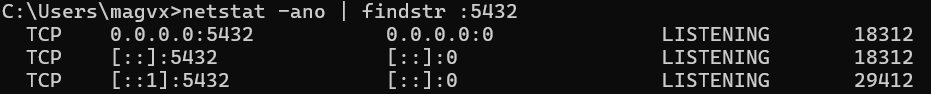 C:\Users\magvx>netstat -ano | findstr :5432
TCP 0.0.0.0:5432 0.0.0.0:0 LISTENING 18312
TCP [::]:5432 [::]:0 LISTENING 18312
TCP [::1]:5432 [::]:0 LISTENING 29412